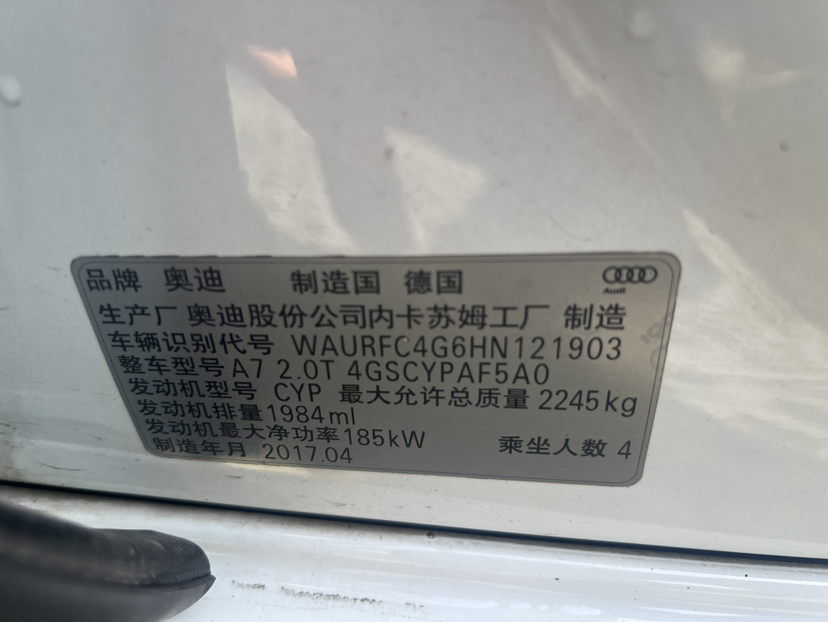 品牌 奥迪 制造国 德国
Audi
生产厂 奥迪股份公司内卡苏姆工厂 制造
车辆识别代号 WAURFC4G6HN121903
整车型号 A7 2.0T 4GSCYPAF5A0
发动机型号 CYP 最大允许总质量 2245kg
发动机排量 1984ml
发动机最大净功率 185kW 乘坐人数 4
制造年月 2017.04